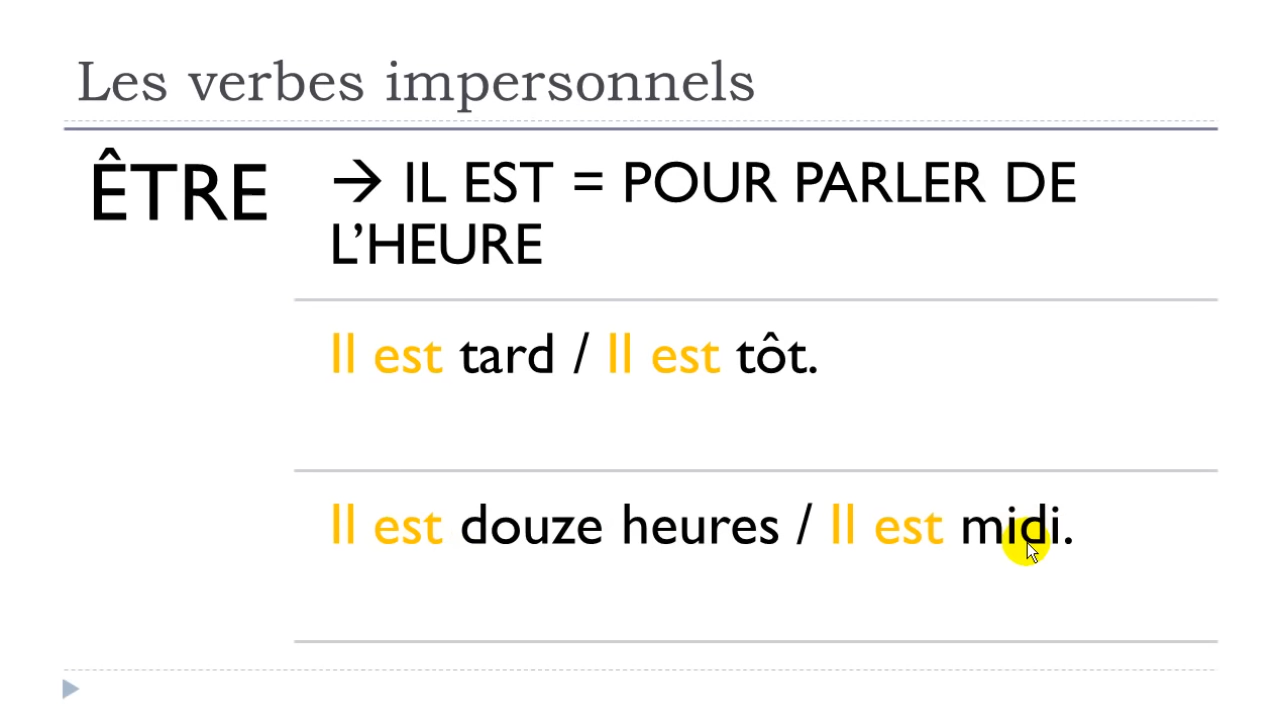 Les verbes impersonnels
ÊTRE
→ IL EST = POUR PARLER DE
L’HEURE
Il est tard / Il est tôt.
Il est douze heures / Il est midi.